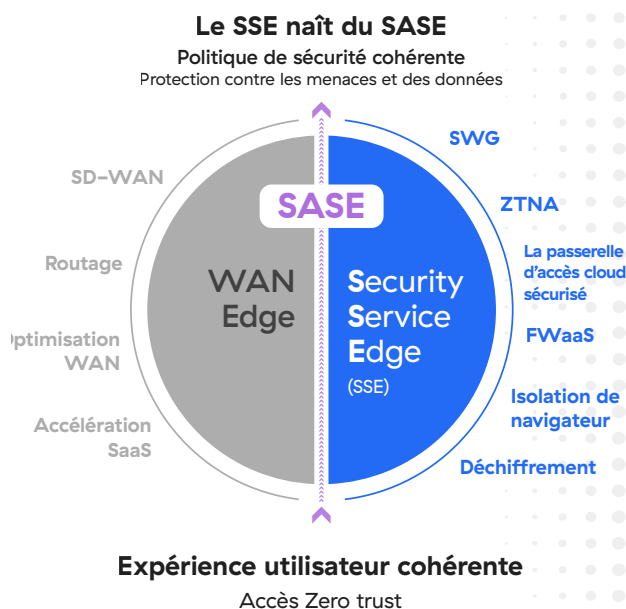 Le SSE naît du SASE
Politique de sécurité cohérente
Protection contre les menaces et des données
SWG
SD-WAN
SASE
ZTNA
Routage
La passerelle
d'accès cloud
sécurisé
WAN
Edge
Security
Service
Edge
(SSE)
ptimisation
WAN
FWaaS
Accélération
SaaS
Isolation de
navigateur
Déchiffrement
Expérience utilisateur cohérente
Accès Zero trust